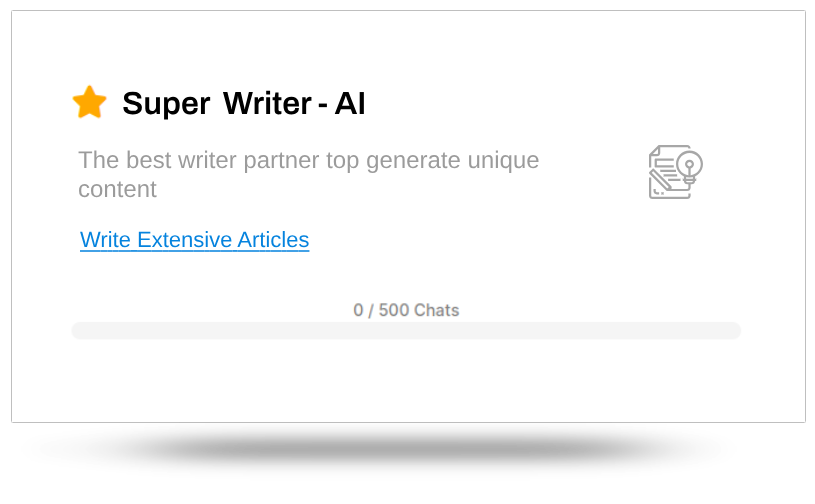 Super Writer - AI
The best writer partner top generate unique
content
Write Extensive Articles
0 / 500 Chats